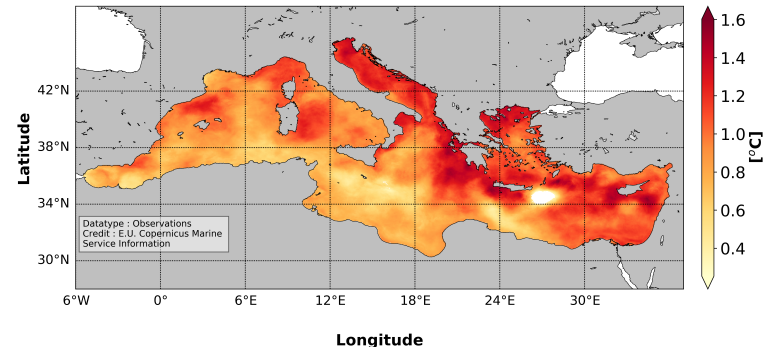 1.6
1.4
1.2
1.0
0.8
0.6
0.4
[°C]
42°N
38°N
34°N
30°N
Latitude
Datatype : Observations
Credit : E.U. Copernicus Marine
Service Information
6°W 0° 6°E 12°E 18°E 24°E 30°E
Longitude